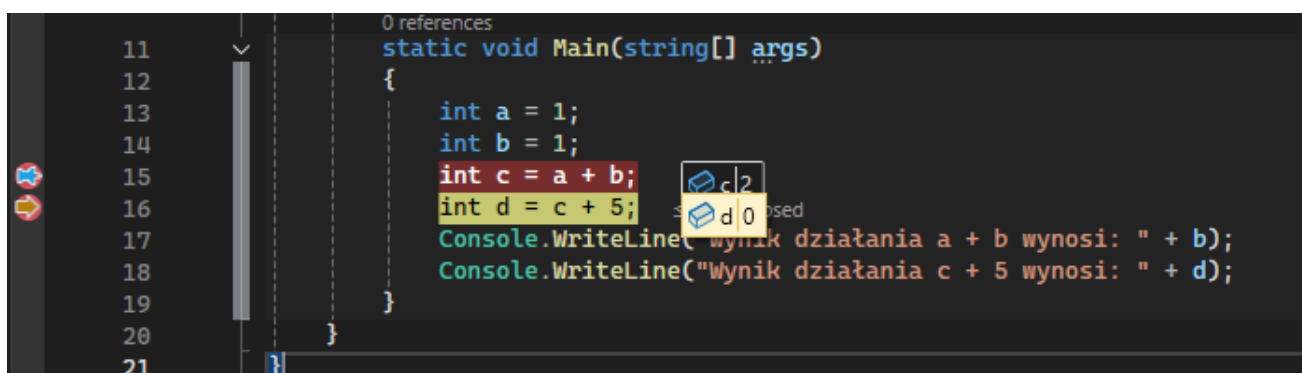 0 references
11 static void Main(string[] args)
12 {
13 int a = 1;
14 int b = 1;
15 int c = a + b; c 2
16 int d = c + 5; d 0 sed
17 Console.WriteLine("Wynik działania a + b wynosi: " + b);
18 Console.WriteLine("Wynik działania c + 5 wynosi: " + d);
19 }
20 }
21 }